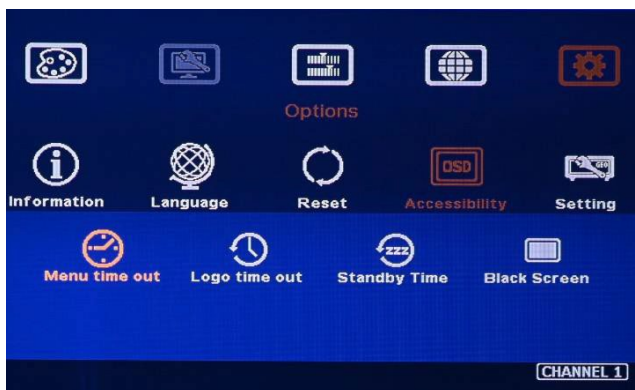 Options
OSD
GEO
Information
Language
Reset
Accessibility
Setting
zzz
Menu time out
Logo time out
Standby Time
Black Screen
CHANNEL 1